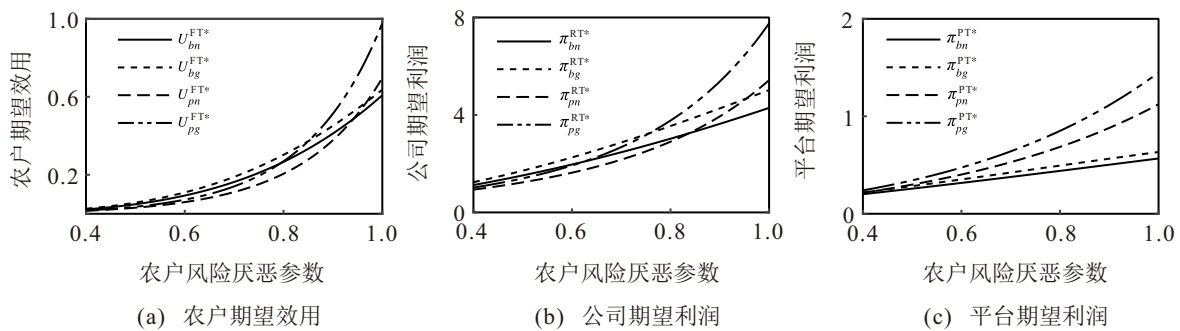 1.0
0.6
0.2
0.4 0.6 0.8 1.0
农户期望效用
U_{bn}^{FT*}
U_{bg}^{FT*}
U_{pn}^{FT*}
U_{pg}^{FT*}
农户风险厌恶参数
(a) 农户期望效用
8
4
0
0.4 0.6 0.8 1.0
公司期望利润
π_{bn}^{RT*}
π_{bg}^{RT*}
π_{pn}^{RT*}
π_{pg}^{RT*}
农户风险厌恶参数
(b) 公司期望利润
2
1
0
0.4 0.6 0.8 1.0
平台期望利润
π_{bn}^{PT*}
π_{bg}^{PT*}
π_{pn}^{PT*}
π_{pg}^{PT*}
农户风险厌恶参数
(c) 平台期望利润